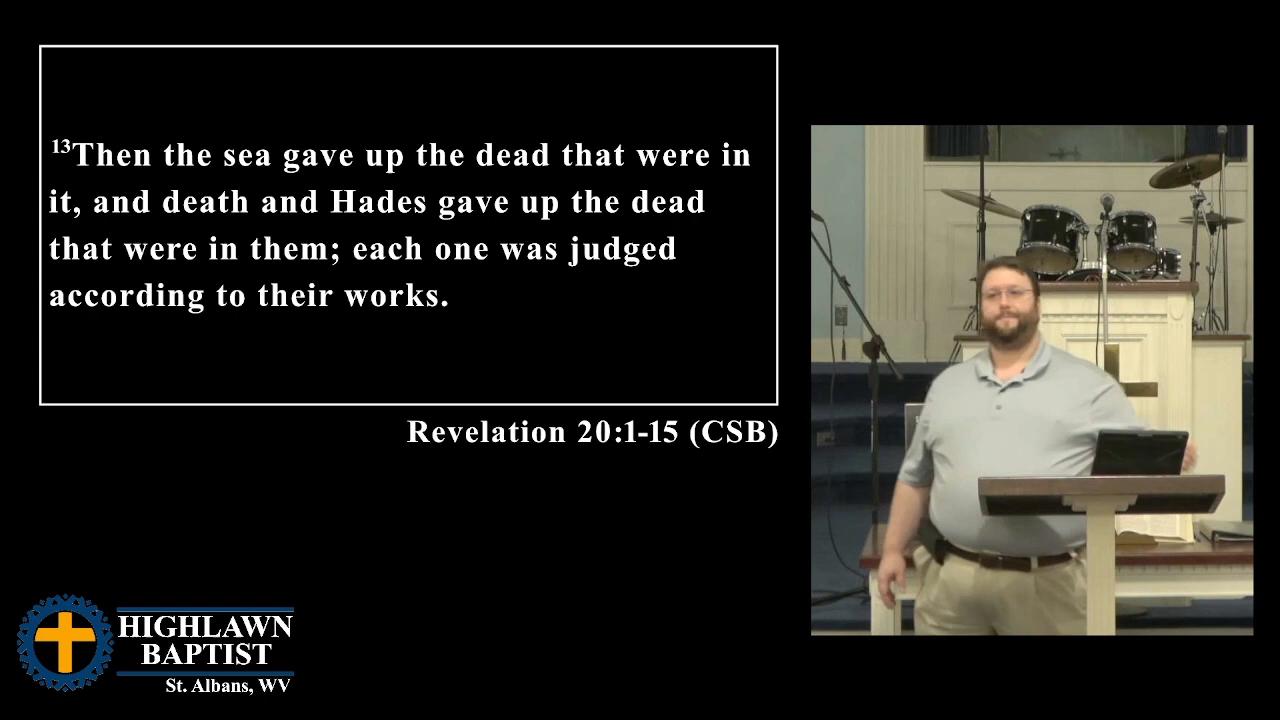 ¹³Then the sea gave up the dead that were in
it, and death and Hades gave up the dead
that were in them; each one was judged
according to their works.
Revelation 20:1-15 (CSB)
HIGHLAWN
BAPTIST
St. Albans, WV